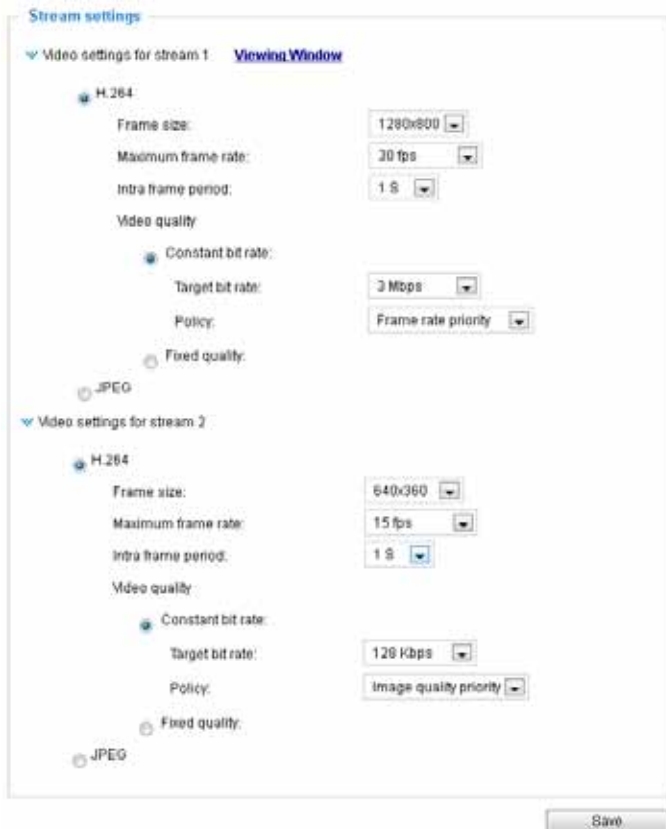 Stream settings
Video settings for stream 1 Viewing Window
H.264
Frame size: 1280x800
Maximum frame rate: 30 fps
Intra frame period: 1 S
Video quality
Constant bit rate:
Target bit rate: 3 Mbps
Policy: Frame rate priority
Fixed quality:
JPEG
Video settings for stream 2
H.264
Frame size: 640x360
Maximum frame rate: 15 fps
Intra frame period: 1 S
Video quality
Constant bit rate:
Target bit rate: 128 Kbps
Policy: Image quality priority
Fixed quality:
JPEG
Save